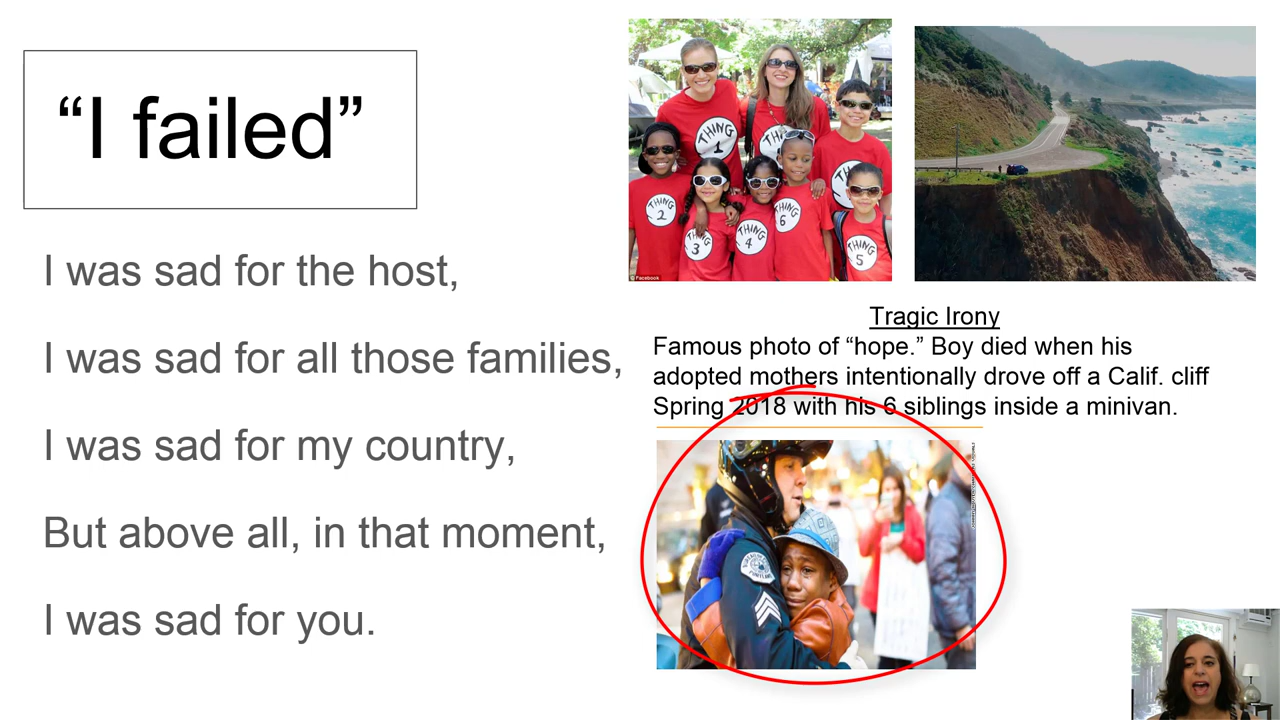 “I failed”
I was sad for the host,
I was sad for all those families,
I was sad for my country,
But above all, in that moment,
I was sad for you.
THING 1
THING 2
THING 3
THING 4
THING 6
THING 5
© Facebook
Tragic Irony
Famous photo of “hope.” Boy died when his
adopted mothers intentionally drove off a Calif. cliff
Spring 2018 with his 6 siblings inside a minivan.